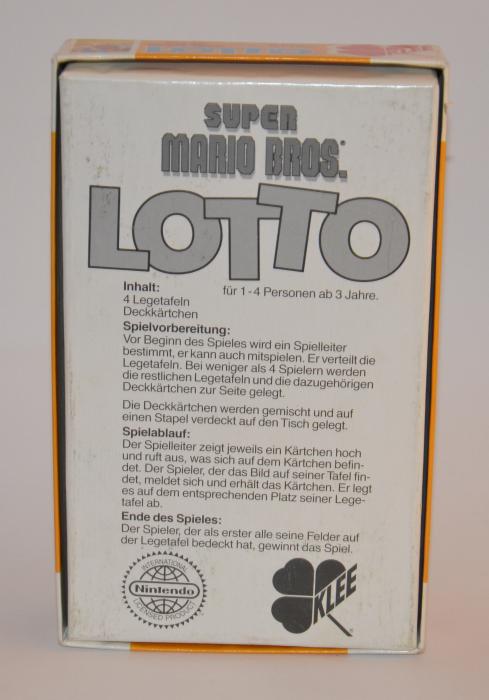 SUPER
MARIO BROS.
LOTTO
für 1-4 Personen ab 3 Jahre.
Inhalt:
4 Legetafeln
Deckkärtchen
Spielvorbereitung:
Vor Beginn des Spieles wird ein Spielleiter
bestimmt, er kann auch mitspielen. Er verteilt die
Legetafeln. Bei weniger als 4 Spielern werden
die restlichen Legetafeln und die dazugehörigen
Deckkärtchen zur Seite gelegt.
Die Deckkärtchen werden gemischt und auf
einen Stapel verdeckt auf den Tisch gelegt.
Spielablauf:
Der Spielleiter zeigt jeweils ein Kärtchen hoch
und ruft aus, was sich auf dem Kärtchen befin-
det. Der Spieler, der das Bild auf seiner Tafel fin-
det, meldet sich und erhält das Kärtchen. Er legt
es auf dem entsprechenden Platz seiner Lege-
tafel ab.
Ende des Spieles:
Der Spieler, der als erster alle seine Felder auf
der Legetafel bedeckt hat, gewinnt das Spiel.
INTERNATIONAL
Nintendo
LICENSED PRODUCT
KLEE